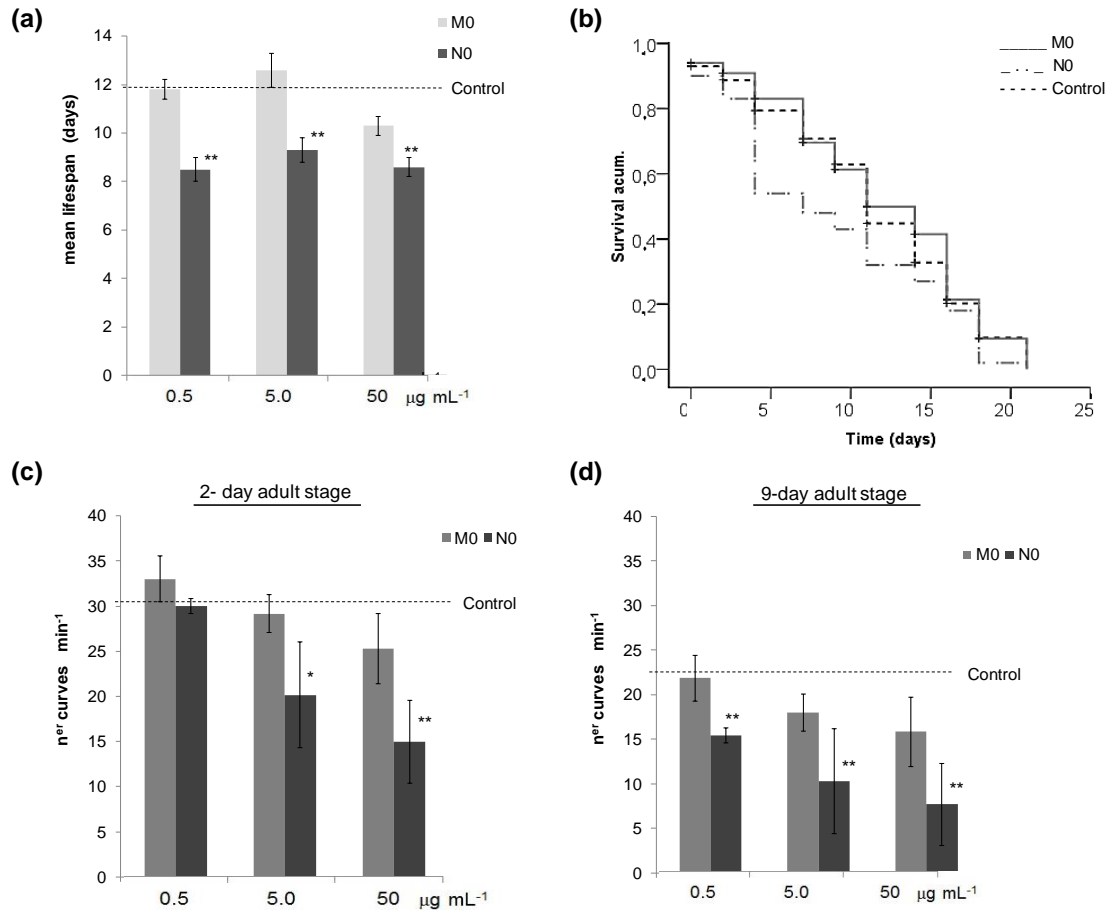 (a)
M0
N0
14
12
10
8
6
4
2
0
mean lifespan (days)
Control
**
**
**
0.5 5.0 50 μg mL⁻¹
(b)
M0
N0
Control
1,0
0,8
0,6
0,4
0,2
0,0
Survival acum.
0 5 10 15 20 25
Time (days)
(c)
2- day adult stage
M0 N0
40
35
30
25
20
15
10
5
0
nᵉʳ curves min⁻¹
Control
*
**
0.5 5.0 50 μg mL⁻¹
(d)
9-day adult stage
M0 N0
40
35
30
25
20
15
10
5
0
nᵉʳ curves min⁻¹
Control
**
**
**
0.5 5.0 50 μg mL⁻¹